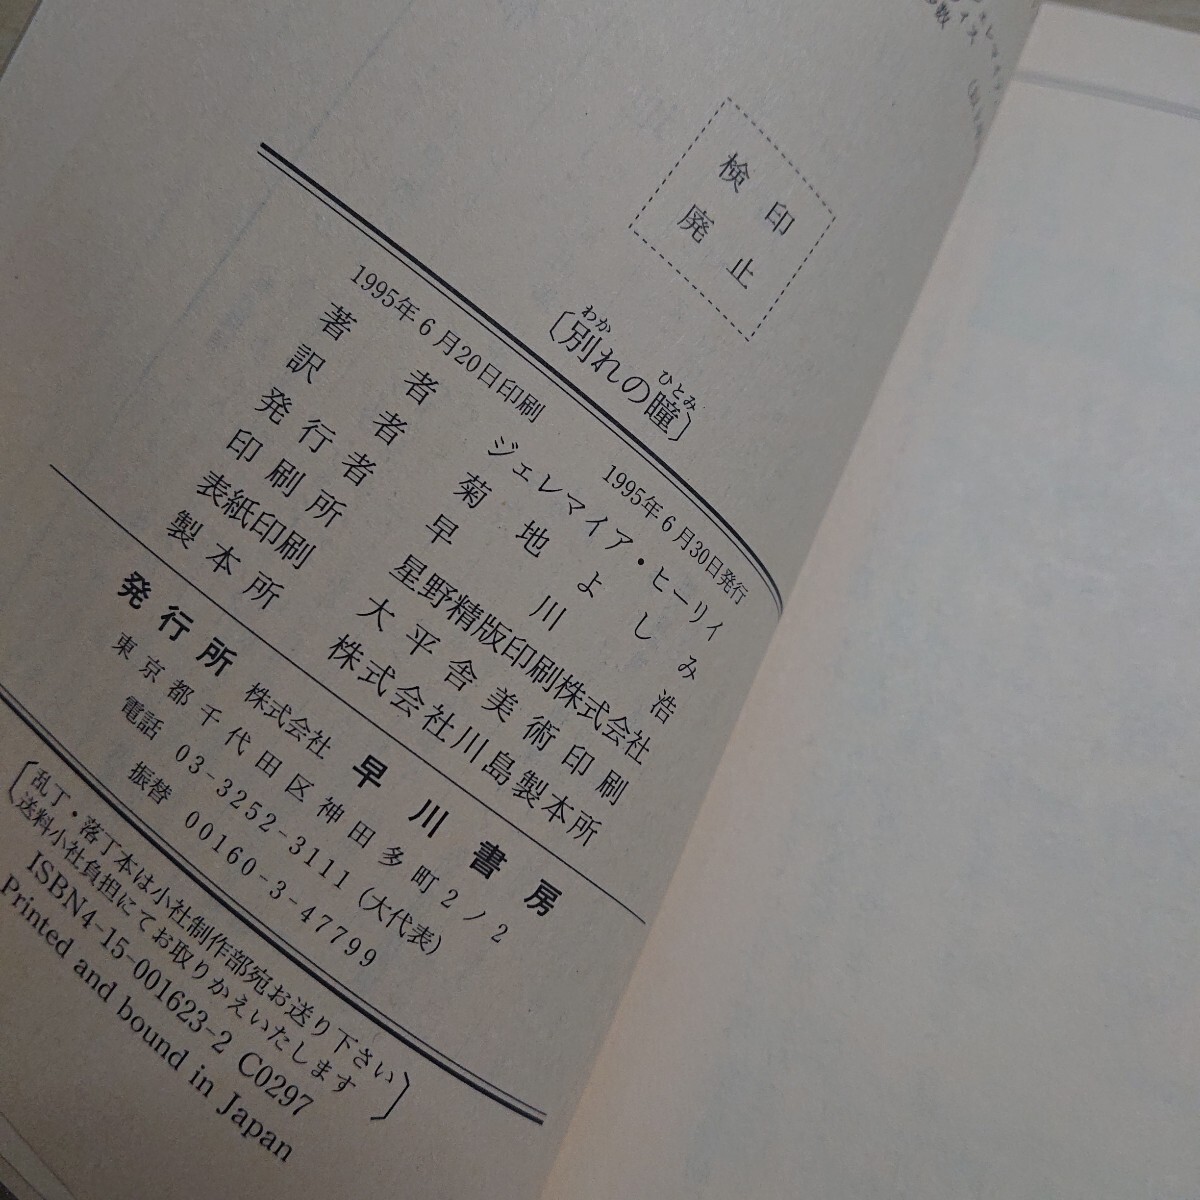 検印
廃止
〔別れの瞳〕
わか
ひとみ
1995年6月20日印刷 1995年6月30日発行
著者 ジェレマイア・ヒーリイ
訳者 菊地よしみ
発行者 早川浩
印刷所 星野精版印刷株式会社
表紙印刷 大平舎美術印刷
製本所 株式会社川島製本所
発行所 株式会社 早川書房
東京都千代田区神田多町2ノ2
電話 03-3252-3111(大代表)
振替 00160-3-47799
乱丁・落丁本は小社制作部宛お送り下さい
送料小社負担にてお取りかえいたします
ISBN4-15-001623-2 C0297
Printed and bound in Japan